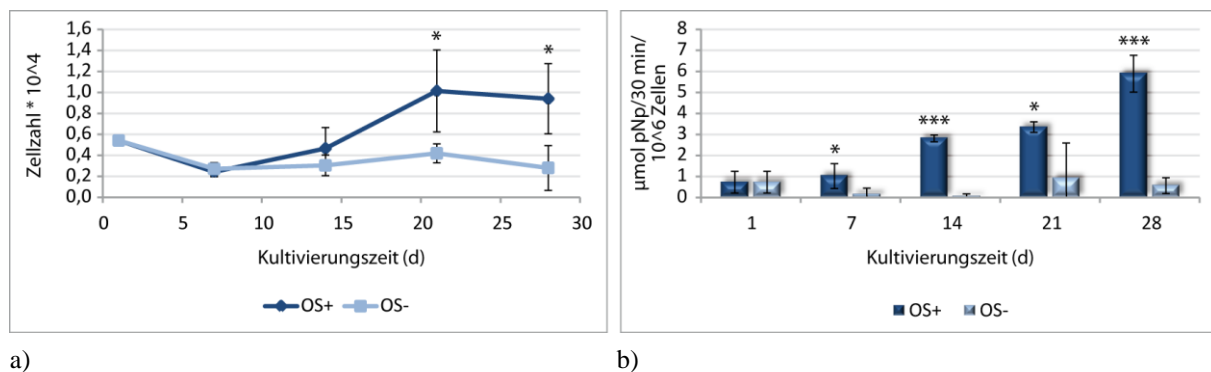 Zellzahl * 10^4
1,6
1,4
1,2
1,0
0,8
0,6
0,4
0,2
0,0
*
*
0 5 10 15 20 25 30
Kultivierungszeit (d)
OS+ OS-
a)
µmol pNp/30 min/
10^6 Zellen
8
7
6
5
4
3
2
1
0
*
***
*
***
1 7 14 21 28
Kultivierungszeit (d)
OS+ OS-
b)